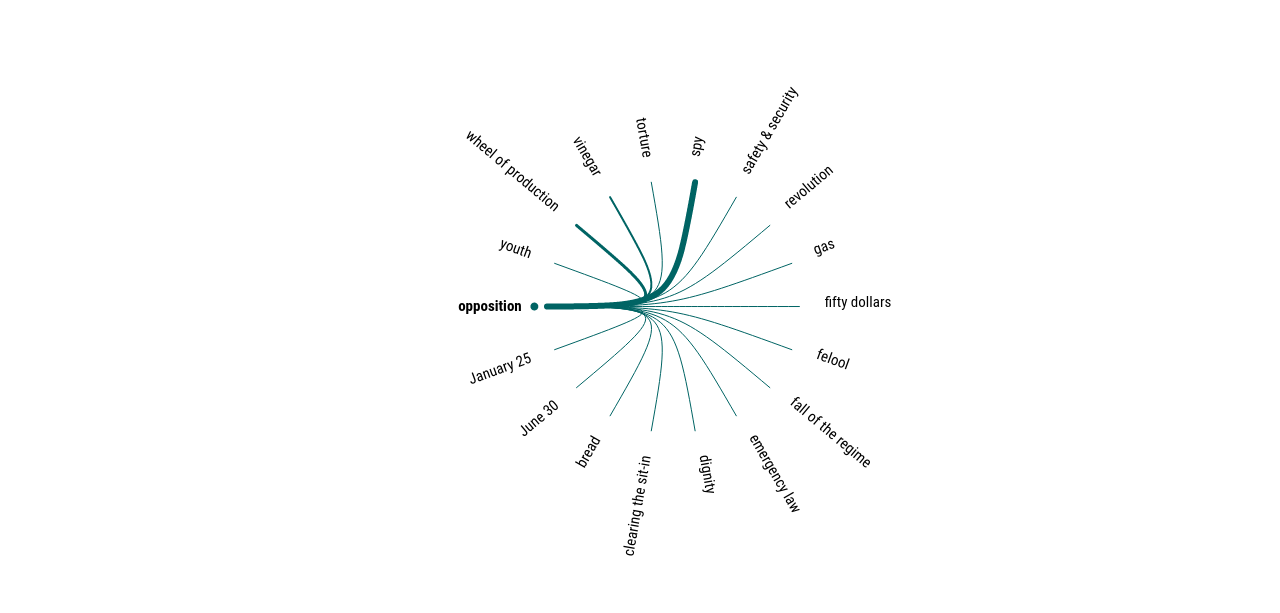 safety & security
torture
spy
vinegar
wheel of production
revolution
youth
gas
opposition
fifty dollars
January 25
felool
June 30
fall of the regime
bread
emergency law
clearing the sit-in
dignity